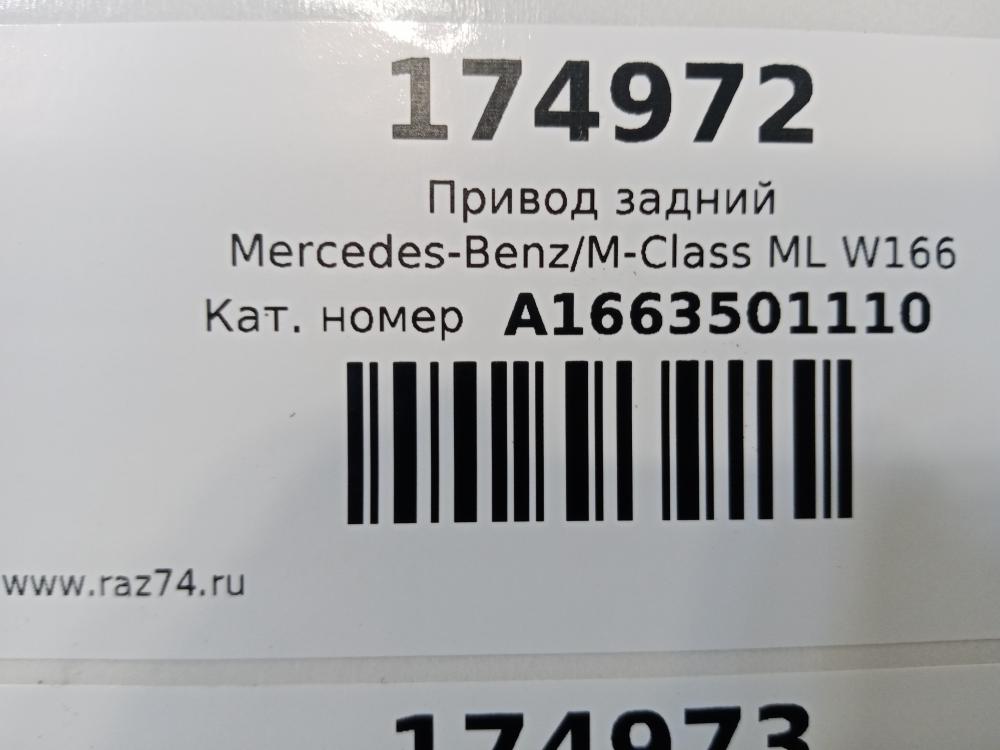 174972
Привод задний
Mercedes-Benz/M-Class ML W166
Кат. номер A1663501110
www.raz74.ru
174973